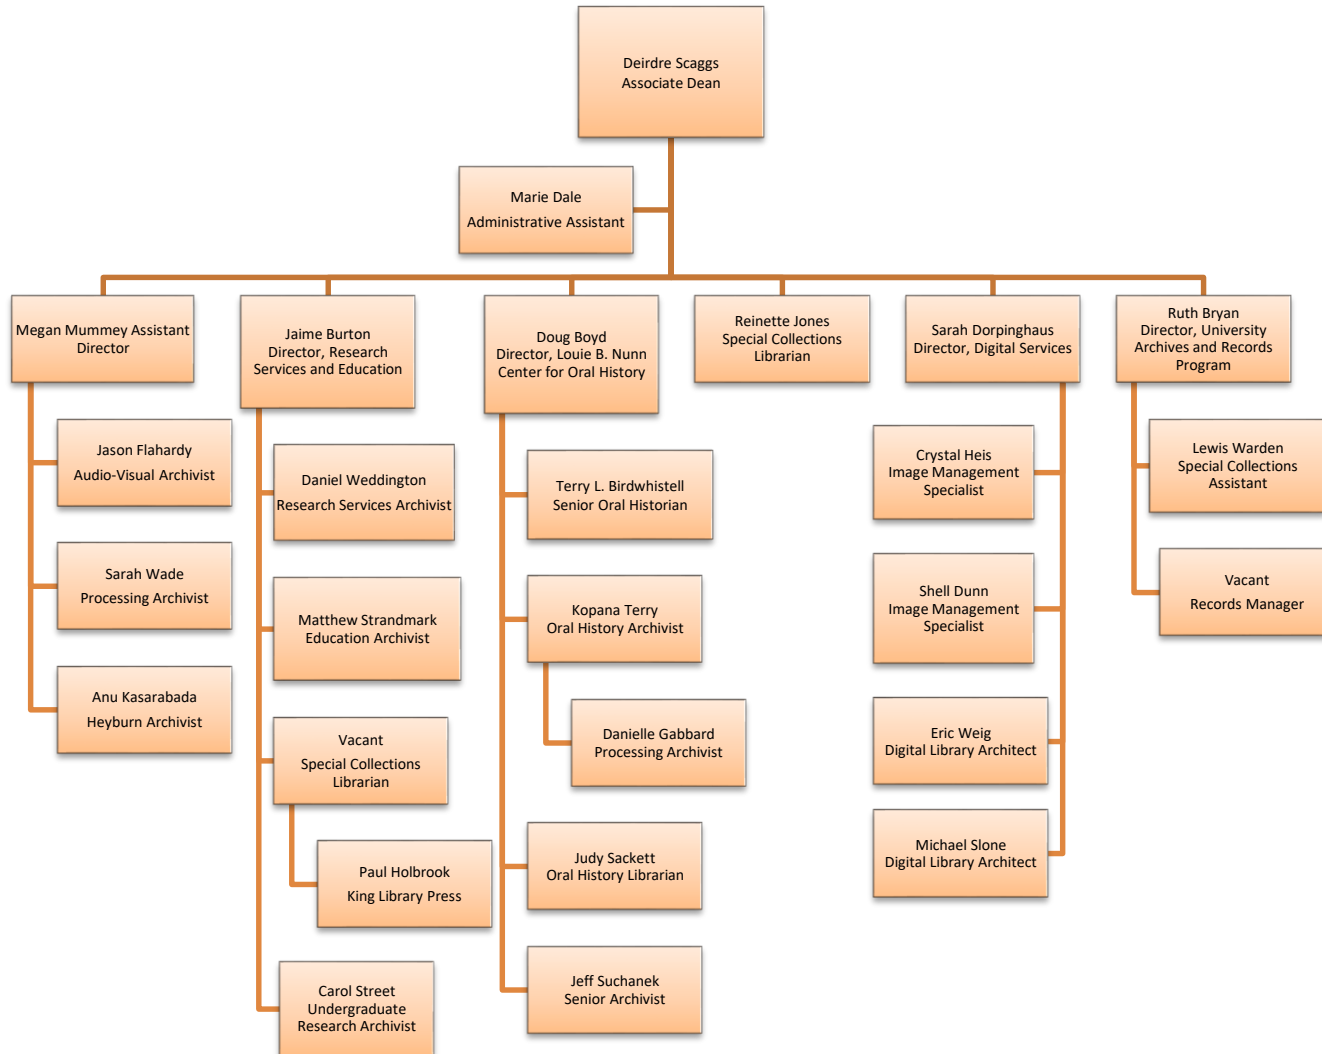 Deirdre Scaggs
Associate Dean
Marie Dale
Administrative Assistant
Megan Mummey Assistant
Director
Jaime Burton
Director, Research
Services and Education
Doug Boyd
Director, Louie B. Nunn
Center for Oral History
Reinette Jones
Special Collections
Librarian
Sarah Dorpinghaus
Director, Digital Services
Ruth Bryan
Director, University
Archives and Records
Program
Jason Flahardy
Audio-Visual Archivist
Sarah Wade
Processing Archivist
Anu Kasarabada
Heyburn Archivist
Daniel Weddington
Research Services Archivist
Matthew Strandmark
Education Archivist
Vacant
Special Collections
Librarian
Paul Holbrook
King Library Press
Carol Street
Undergraduate
Research Archivist
Terry L. Birdwhistell
Senior Oral Historian
Kopana Terry
Oral History Archivist
Danielle Gabbard
Processing Archivist
Judy Sackett
Oral History Librarian
Jeff Suchanek
Senior Archivist
Crystal Heis
Image Management
Specialist
Shell Dunn
Image Management
Specialist
Eric Weig
Digital Library Architect
Michael Slone
Digital Library Architect
Lewis Warden
Special Collections
Assistant
Vacant
Records Manager